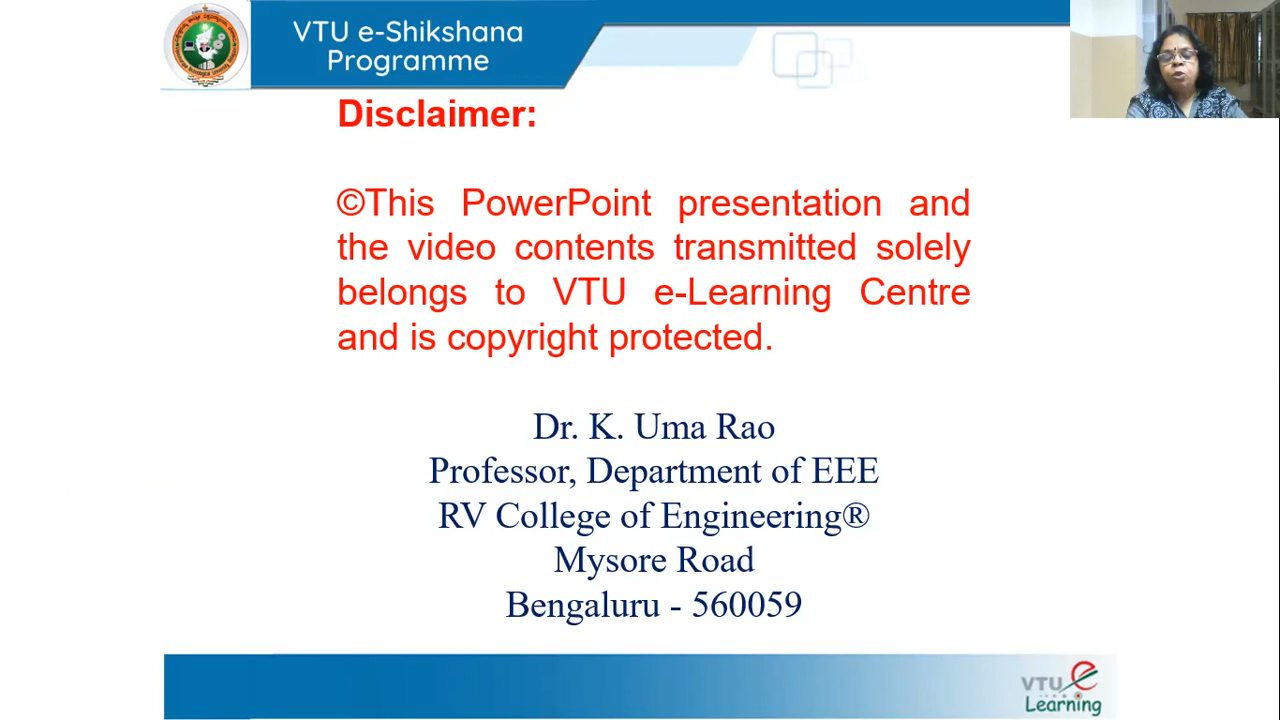 VTU e-Shikshana
Programme
Disclaimer:
©This PowerPoint presentation and
the video contents transmitted solely
belongs to VTU e-Learning Centre
and is copyright protected.
Dr. K. Uma Rao
Professor, Department of EEE
RV College of Engineering®
Mysore Road
Bengaluru - 560059
VTU e
Learning